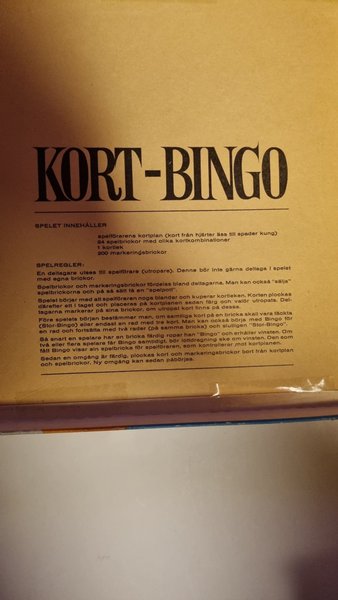 KORT-BINGO
SPELET INNEHÅLLER
spelförarens kortplan (kort från hjärter äss till spader kung)
24 spelbrickor med olika kortkombinationer
1 kortlek
200 markeringsbrickor
SPELREGLER:
En deltagare utses till spelförare (utropare). Denne bör inte gärna deltaga i spelet
med egna brickor.
Spelbrickor och markeringsbrickor fördelas bland deltagarna. Man kan också "sälja"
spelbrickorna och på så sätt få en "spelpott".
Spelet börjar med att spelföraren noga blandar och kuperar kortleken. Korten plockas
därefter ett i taget och placeras på kortplanen sedan färg och valör utropats. Del-
tagarna markerar på sina brickor, om utropat kort finns på dessa.
Före spelets början bestämmer man, om samtliga kort på en bricka skall vara täckta
(Stor-Bingo) eller endast en rad med tre kort. Man kan också börja med Bingo för
en rad och fortsätta med två rader (på samma bricka) och slutligen "Stor-Bingo".
Så snart en spelare har en bricka färdig ropar han "Bingo" och erhåller vinsten. Om
två eller flera spelare får Bingo samtidigt, bör lottdragning ske om vinsten. Den som
fått Bingo visar sin spelbricka för spelföraren, som kontrollerar mot kortplanen.
Sedan en omgång är färdig, plockas kort och markeringsbrickor bort från kortplan
och spelbrickor. Ny omgång kan sedan påbörjas.